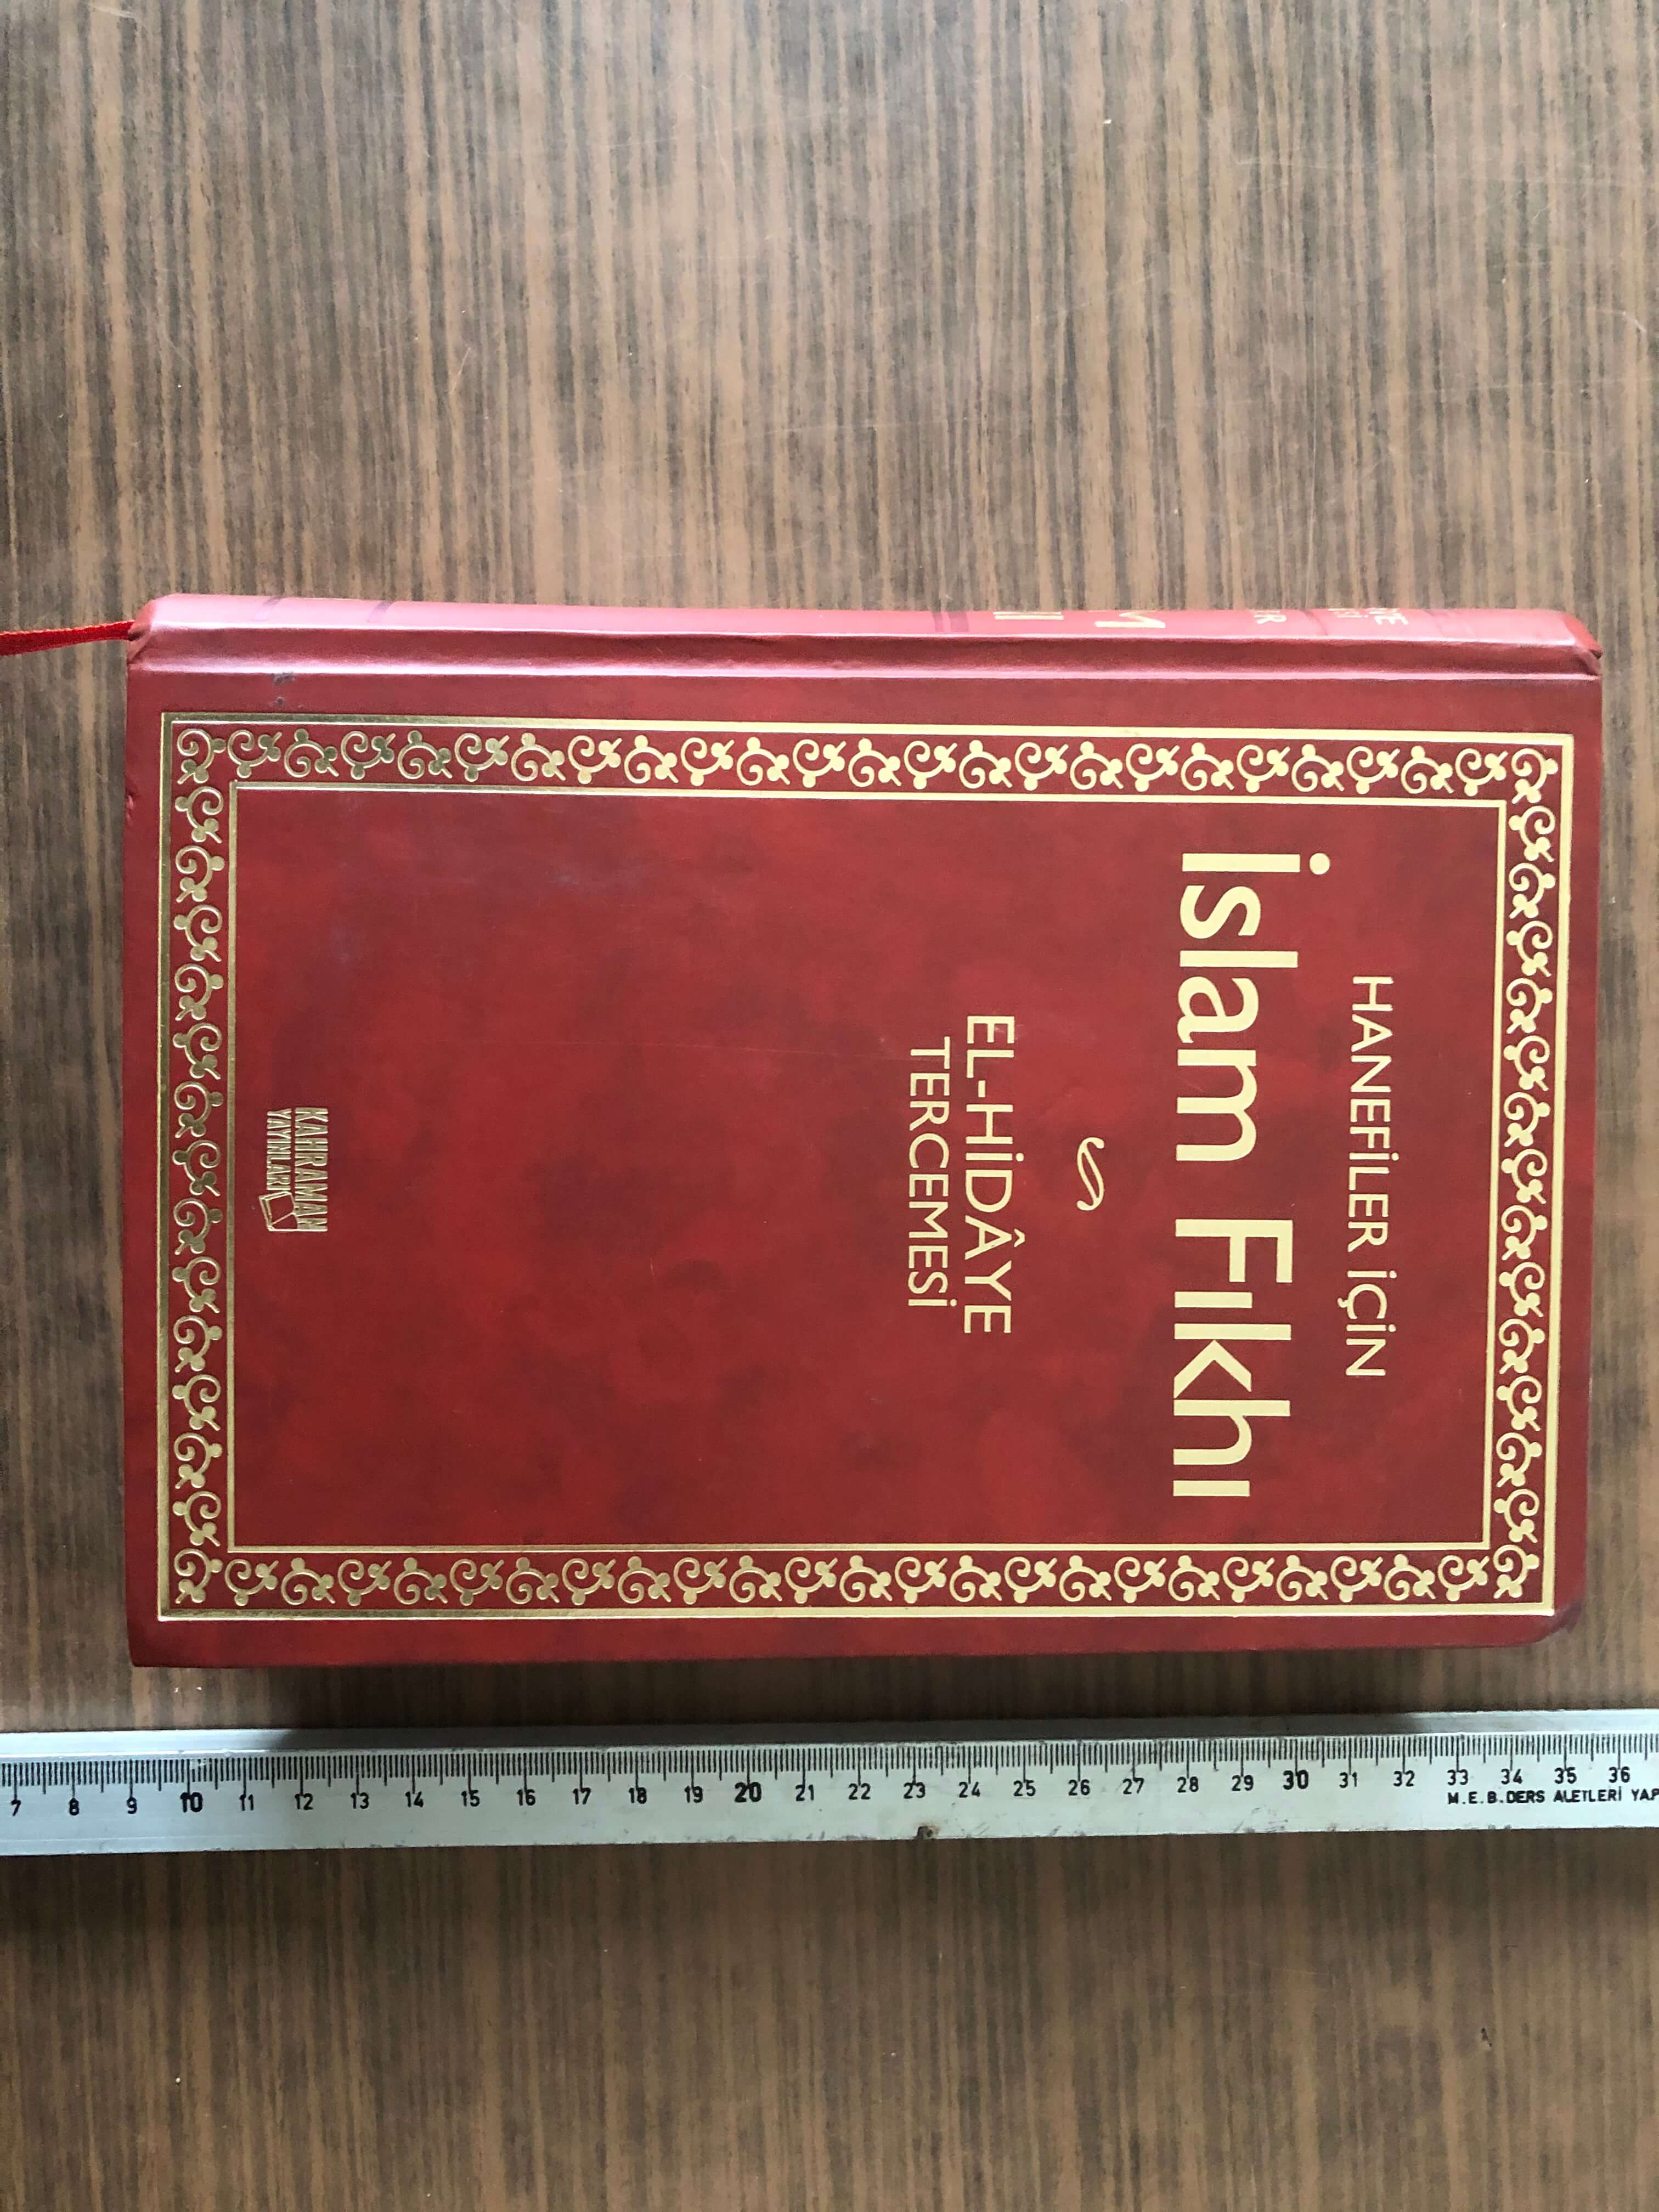 HANEFİLER İÇİN
İslam Fıkhı
EL-HİDÂYE
TERCEMESİ
KAHRAMAN
YAYINLARI
7 8 9 10 11 12 13 14 15 16 17 18 19 20 21 22 23 24 25 26 27 28 29 30 31 32 33 34 35 36
M.E.B. DERS ALETLERİ YAP